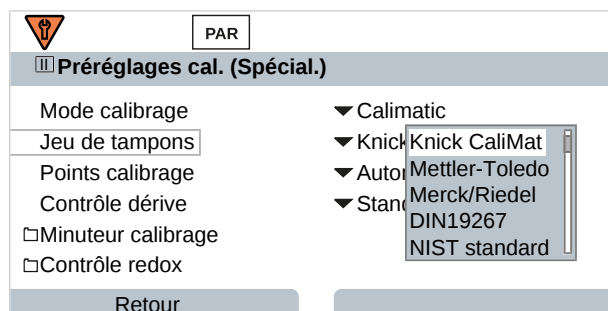 PAR
II Préréglages cal. (Spécial.)
Mode calibrage Calimatic
Jeu de tampons Knick Knick CaliMat
Points calibrage Mettler-Toledo
Merck/Riedel
Contrôle dérive DIN19267
Minuteur calibrage NIST standard
Contrôle redox
Retour